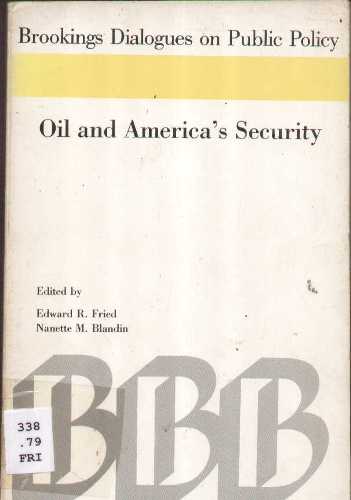 Brookings Dialogues on Public Policy
Oil and America's Security
Edited by
Edward R. Fried
Nanette M. Blandin
BBB
338
.79
FRI